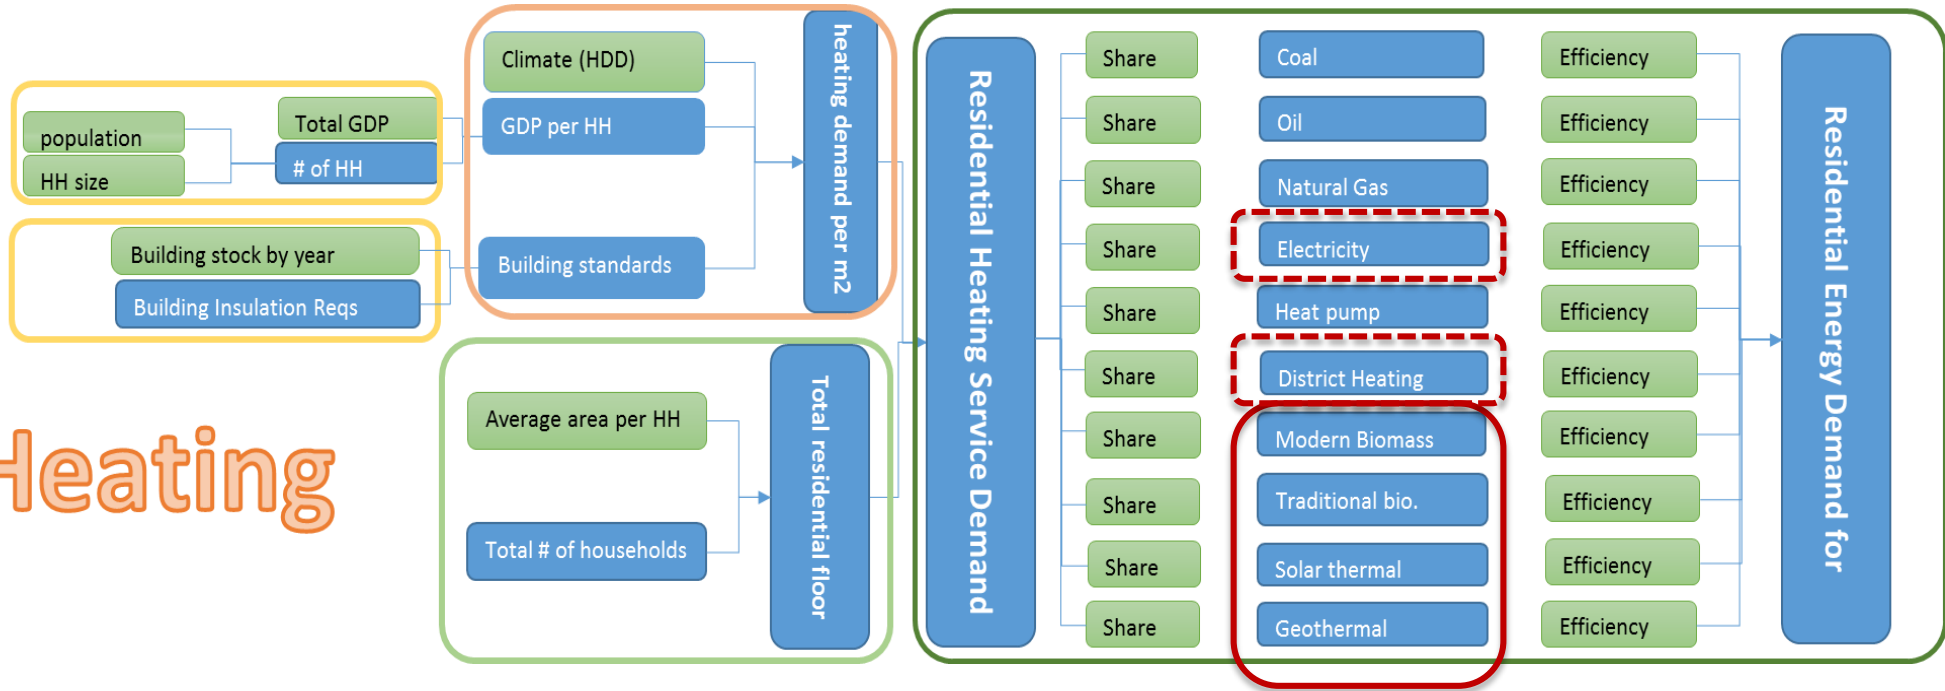 population
HH size
Total GDP
# of HH
Building stock by year
Building Insulation Reqs
Climate (HDD)
GDP per HH
Building standards
heating demand per m2
Average area per HH
Total # of households
Total residential floor
Heating
Residential Heating Service Demand
Share
Coal
Efficiency
Share
Oil
Efficiency
Share
Natural Gas
Efficiency
Share
Electricity
Efficiency
Share
Heat pump
Efficiency
Share
District Heating
Efficiency
Share
Modern Biomass
Efficiency
Share
Traditional bio.
Efficiency
Share
Solar thermal
Efficiency
Share
Geothermal
Efficiency
Residential Energy Demand for